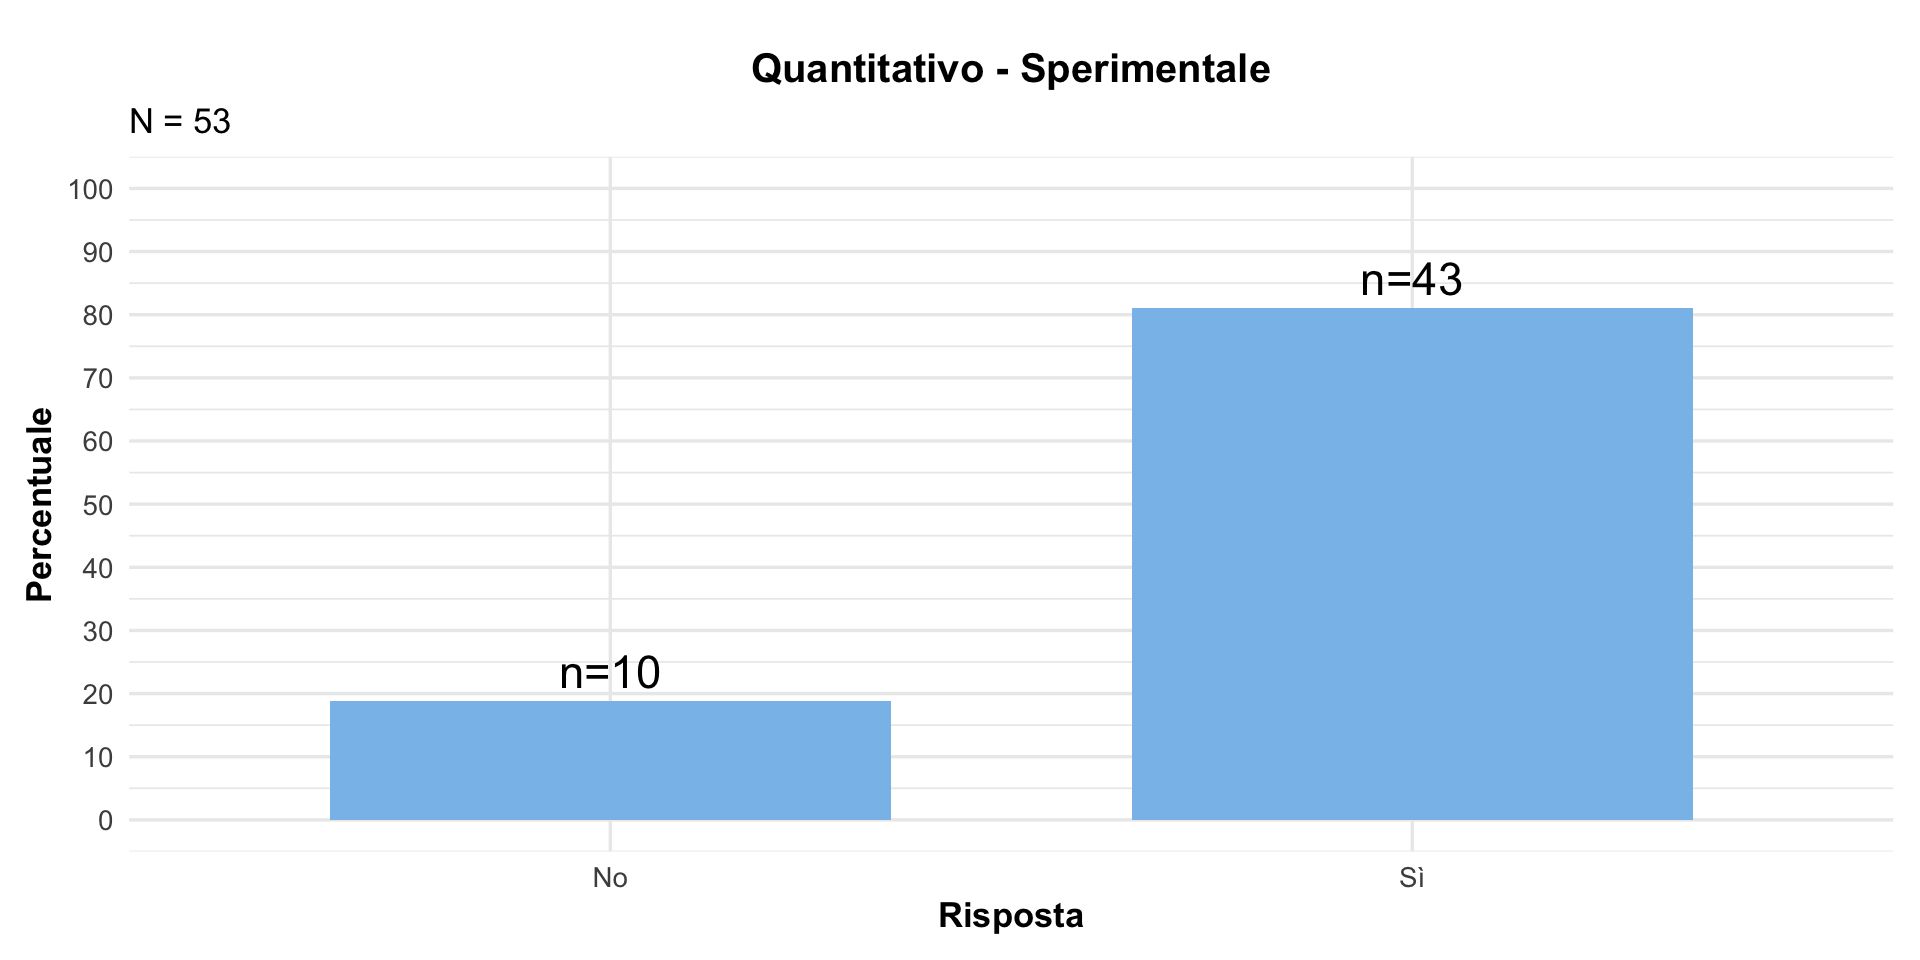 Quantitativo - Sperimentale
N = 53
100
90
80
70
60
50
40
30
20
10
0
Percentuale
n=10
n=43
No
Sì
Risposta